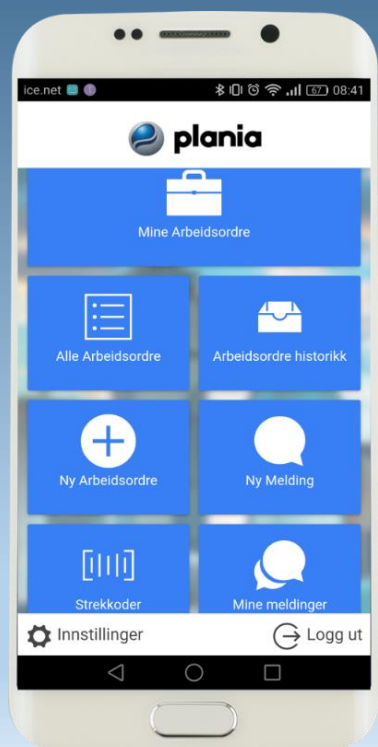 ice.net 67 08:41
plania
Mine Arbeidsordre
Alle Arbeidsordre Arbeidsordre historikk
Ny Arbeidsordre Ny Melding
Strekkoder Mine meldinger
Innstillinger Logg ut